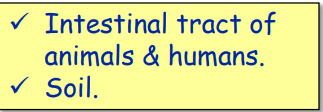 ✓ Intestinal tract of
animals & humans.
✓ Soil.